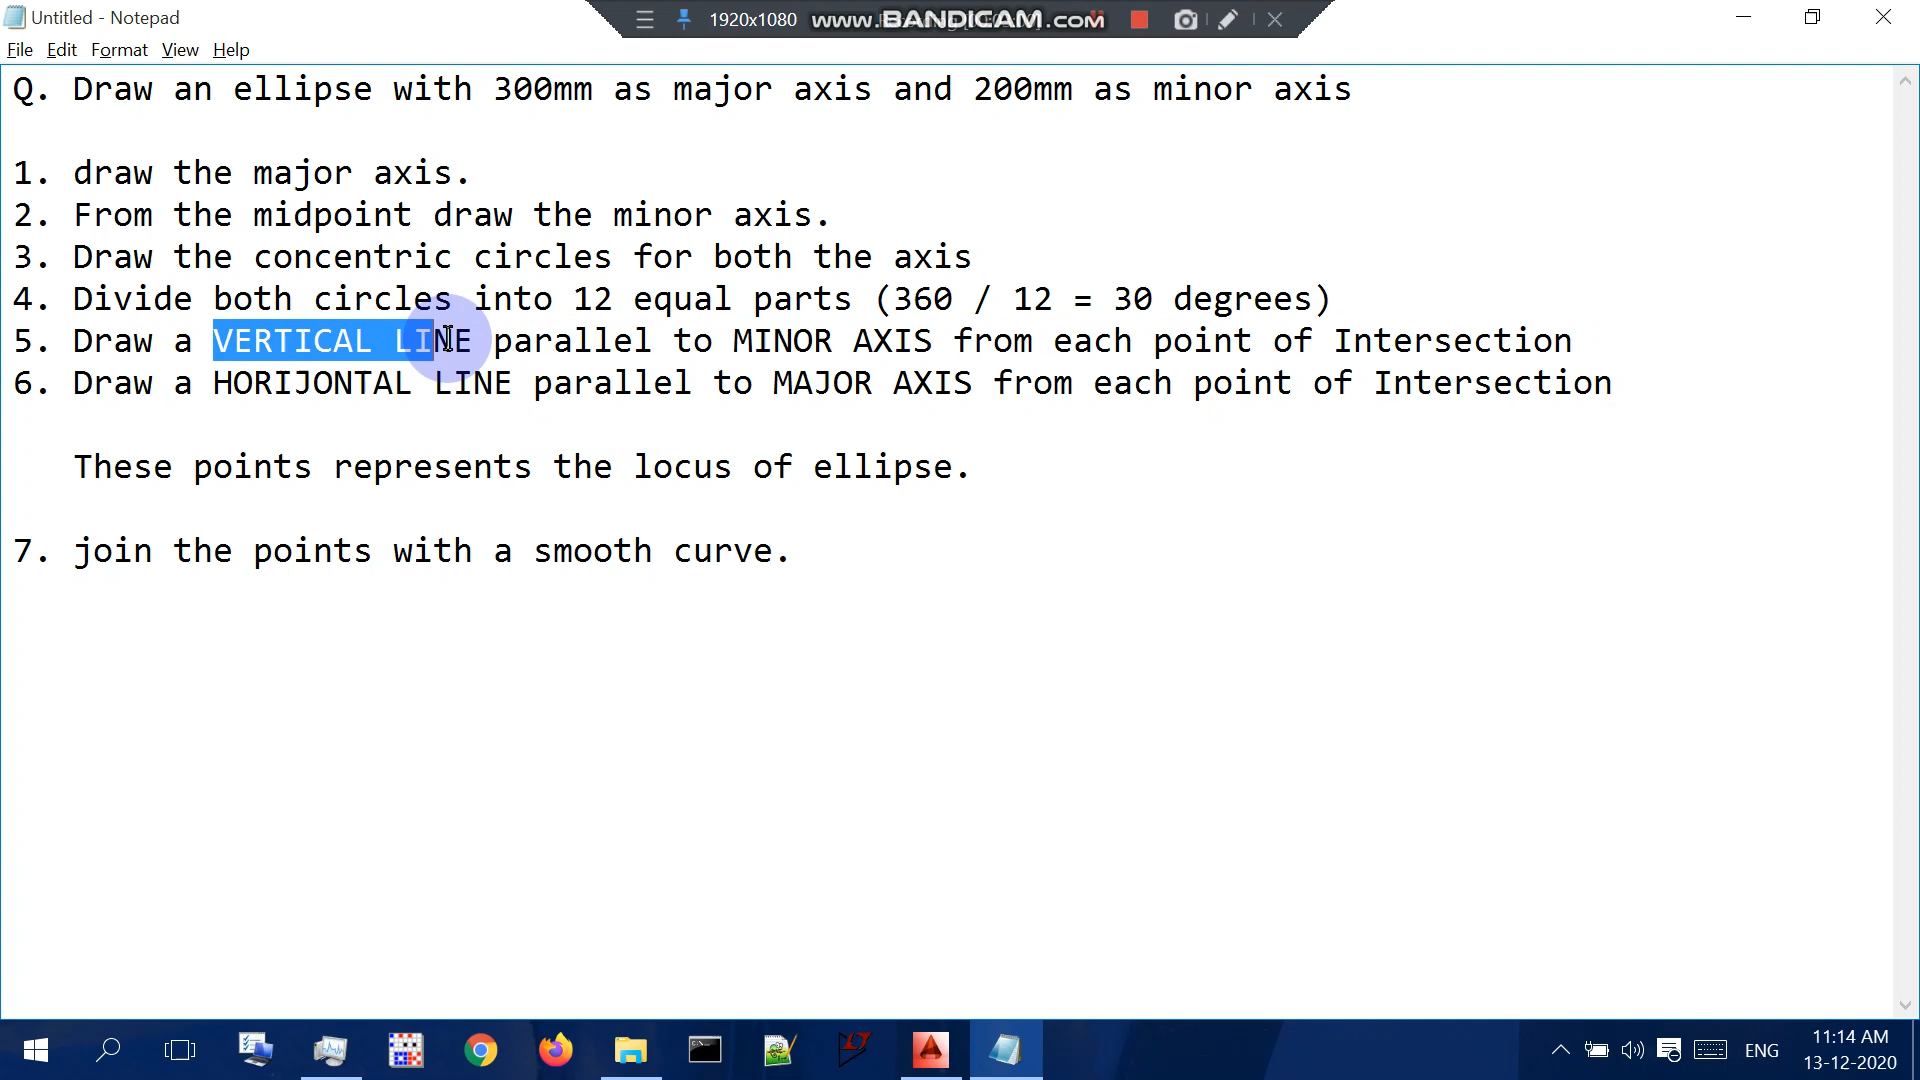 Untitled - Notepad
1920x1080 www.BANDICAM.com
File Edit Format View Help
Q. Draw an ellipse with 300mm as major axis and 200mm as minor axis
1. draw the major axis.
2. From the midpoint draw the minor axis.
3. Draw the concentric circles for both the axis
4. Divide both circles into 12 equal parts (360 / 12 = 30 degrees)
5. Draw a VERTICAL LINE parallel to MINOR AXIS from each point of Intersection
6. Draw a HORIJONTAL LINE parallel to MAJOR AXIS from each point of Intersection
These points represents the locus of ellipse.
7. join the points with a smooth curve.
ENG
11:14 AM
13-12-2020